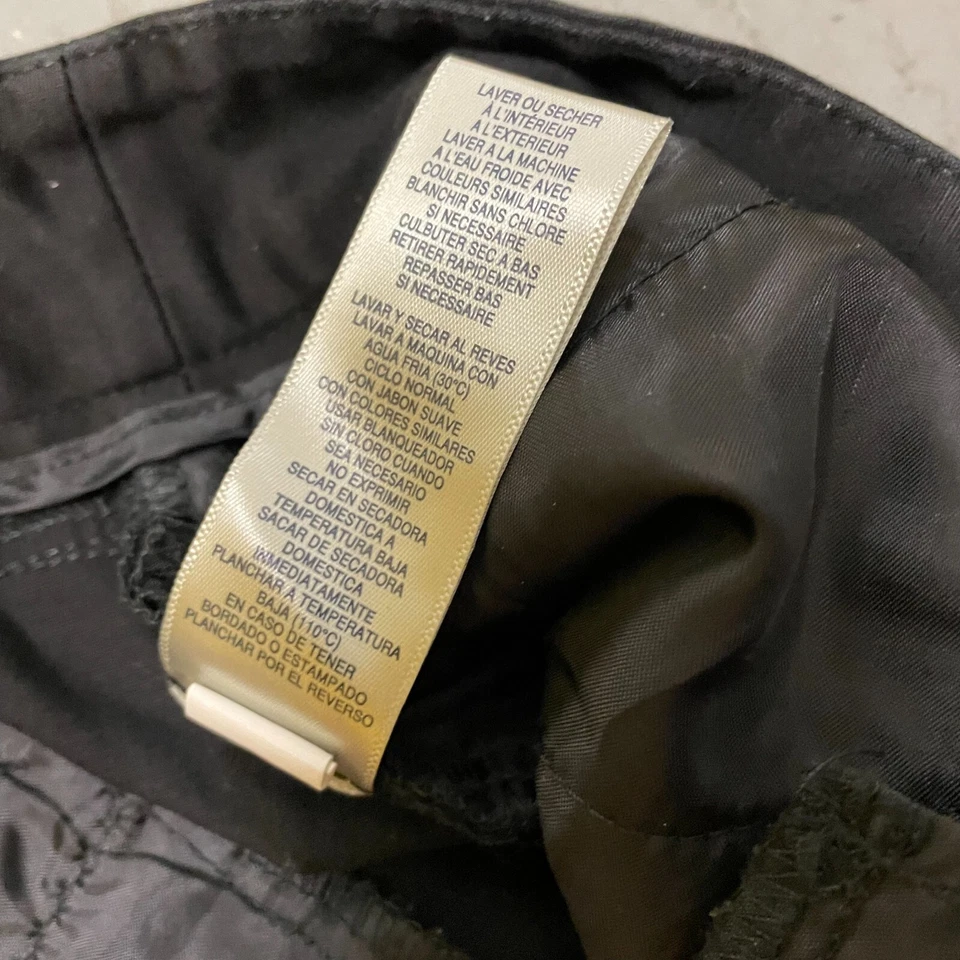 LAVER OU SECHER
À L'INTÉRIEUR
À L'EXTERIEUR
LAVER A LA MACHINE
À L'EAU FROIDE AVEC
COULEURS SIMILAIRES
BLANCHIR SANS CHLORE
SI NECESSAIRE
CULBUTER SEC A BAS
RETIRER RAPIDEMENT
REPASSER BAS
SI NECESSAIRE
LAVAR Y SECAR AL REVES
LAVAR A MAQUINA CON
AGUA FRIA (30°C)
CICLO NORMAL
CON JABON SUAVE
CON COLORES SIMILARES
USAR BLANQUEADOR
SIN CLORO CUANDO
SEA NECESARIO
NO EXPRIMIR
SECAR EN SECADORA
DOMESTICA A
TEMPERATURA BAJA
SACAR DE SECADORA
DOMESTICA
INMEDIATAMENTE
PLANCHAR A TEMPERATURA
BAJA (110°C)
EN CASO DE TENER
BORDADO O ESTAMPADO
PLANCHAR POR EL REVERSO